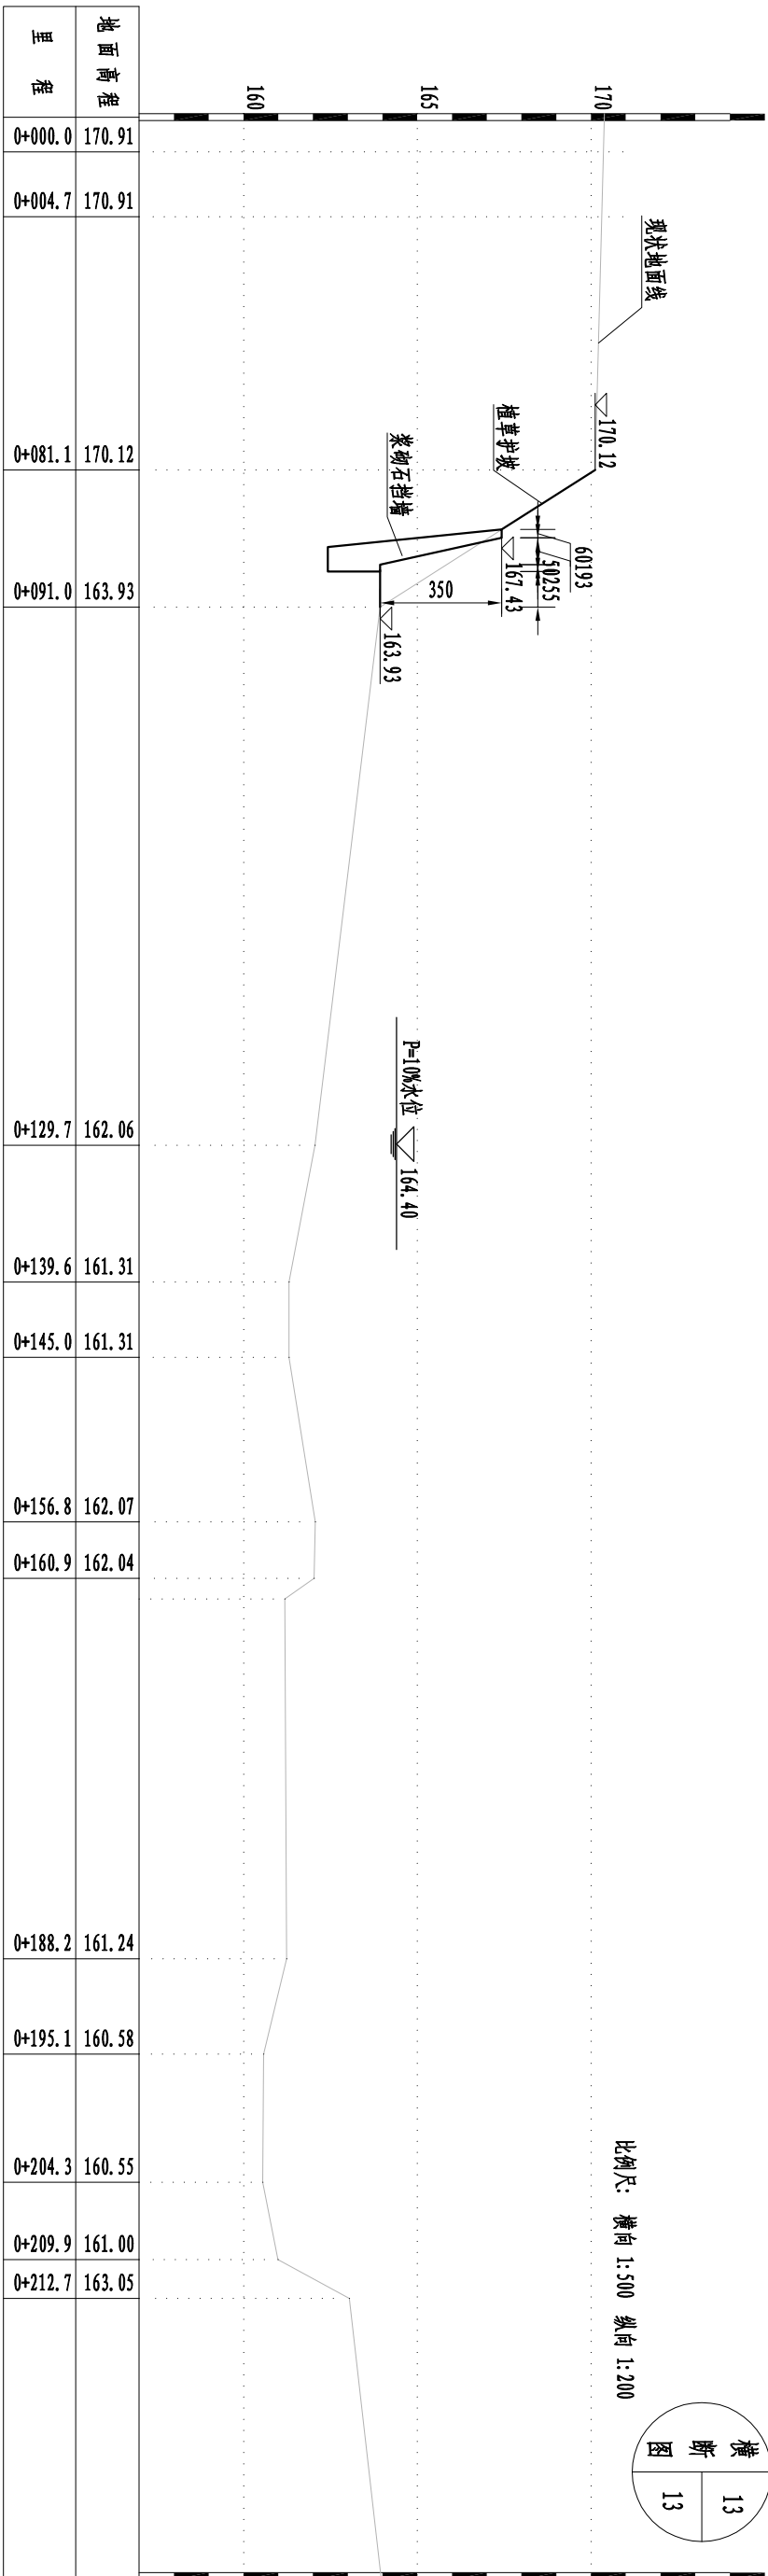 横断图 13
13
比例尺: 横向 1:500 纵向 1:200
170
165
160
现状地面线
170.12
植草护坡
浆砌石挡墙
60193
50255
167.43
350
163.93
P=10%水位
164.40
地面高程 170.91 170.91 170.12 163.93 162.06 161.31 161.31 162.07 162.04 161.24 160.58 160.55 161.00 163.05
里程 0+000.0 0+004.7 0+081.1 0+091.0 0+129.7 0+139.6 0+145.0 0+156.8 0+160.9 0+188.2 0+195.1 0+204.3 0+209.9 0+212.7